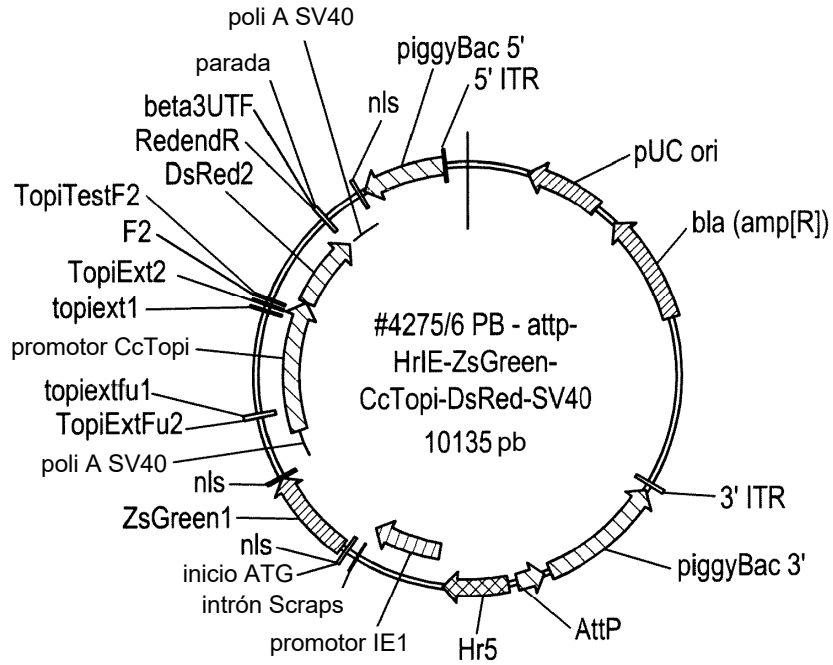 poli A SV40
piggyBac 5'
5' ITR
parada
nls
beta3UTF
RedendR
DsRed2
pUC ori
TopiTestF2
F2
bla (amp[R])
TopiExt2
topiext1
promotor CcTopi
#4275/6 PB - attp-
HrIE-ZsGreen-
CcTopi-DsRed-SV40
10135 pb
topiextfu1
TopiExtFu2
poli A SV40
nls
3' ITR
ZsGreen1
nls
inicio ATG
piggyBac 3'
intrón Scraps
AttP
promotor IE1
Hr5